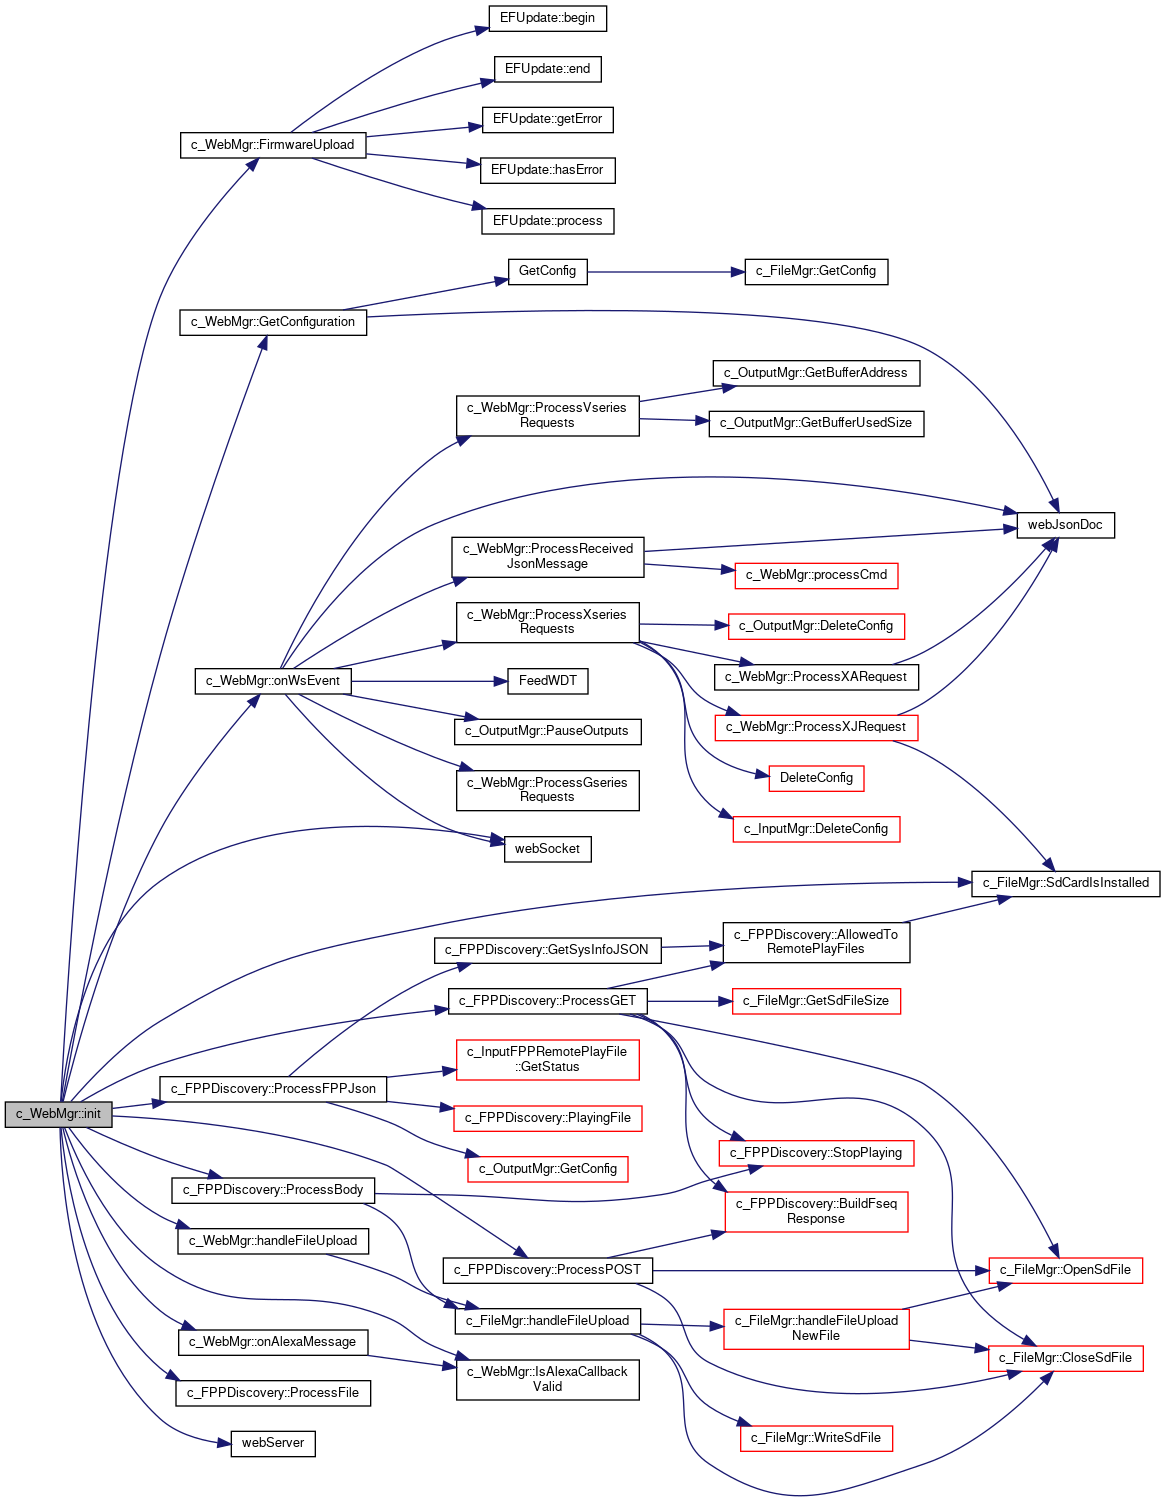 EFUpdate::begin
EFUpdate::end
EFUpdate::getError
c_WebMgr::FirmwareUpload
EFUpdate::hasError
EFUpdate::process
GetConfig
c_FileMgr::GetConfig
c_WebMgr::GetConfiguration
c_OutputMgr::GetBufferAddress
c_WebMgr::ProcessVseries
Requests
c_OutputMgr::GetBufferUsedSize
webJsonDoc
c_WebMgr::ProcessReceived
JsonMessage
c_WebMgr::processCmd
c_WebMgr::ProcessXseries
Requests
c_OutputMgr::DeleteConfig
c_WebMgr::onWsEvent
FeedWDT
c_WebMgr::ProcessXARequest
c_OutputMgr::PauseOutputs
c_WebMgr::ProcessXJRequest
c_WebMgr::ProcessGseries
Requests
DeleteConfig
c_InputMgr::DeleteConfig
webSocket
c_FileMgr::SdCardIsInstalled
c_FPPDiscovery::GetSysInfoJSON
c_FPPDiscovery::AllowedTo
RemotePlayFiles
c_FPPDiscovery::ProcessGET
c_FileMgr::GetSdFileSize
c_InputFPPRemotePlayFile
::GetStatus
c_FPPDiscovery::ProcessFPPJson
c_WebMgr::init
c_FPPDiscovery::PlayingFile
c_FPPDiscovery::StopPlaying
c_OutputMgr::GetConfig
c_FPPDiscovery::ProcessBody
c_FPPDiscovery::BuildFseq
Response
c_WebMgr::handleFileUpload
c_FPPDiscovery::ProcessPOST
c_FileMgr::OpenSdFile
c_FileMgr::handleFileUpload
c_FileMgr::handleFileUpload
NewFile
c_WebMgr::onAlexaMessage
c_FileMgr::CloseSdFile
c_WebMgr::IsAlexaCallback
Valid
c_FPPDiscovery::ProcessFile
c_FileMgr::WriteSdFile
webServer